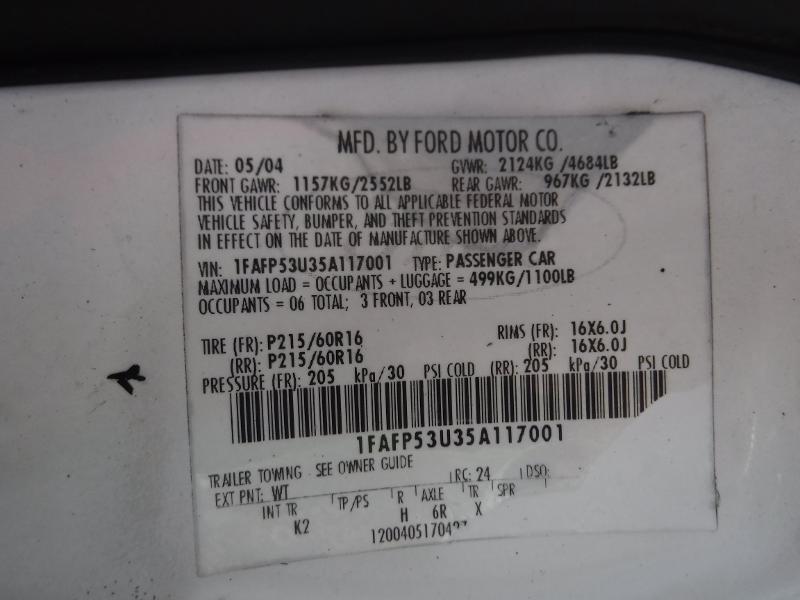 MFD. BY FORD MOTOR CO.
DATE: 05/04 GVWR: 2124KG /4684LB
FRONT GAWR: 1157KG/2552LB REAR GAWR: 967KG /2132LB
THIS VEHICLE CONFORMS TO ALL APPLICABLE FEDERAL MOTOR
VEHICLE SAFETY, BUMPER, AND THEFT PREVENTION STANDARDS
IN EFFECT ON THE DATE OF MANUFACTURE SHOWN ABOVE.
VIN: 1FAFP53U35A117001 TYPE: PASSENGER CAR
MAXIMUM LOAD = OCCUPANTS + LUGGAGE = 499KG/1100LB
OCCUPANTS = 06 TOTAL; 3 FRONT, 03 REAR
TIRE (FR): P215/60R16 RIMS (FR): 16X6.0J
(RR): P215/60R16 (RR): 16X6.0J
PRESSURE (FR): 205 kPa/30 PSI COLD (RR): 205 kPa/30 PSI COLD
1FAFP53U35A117001
TRAILER TOWING - SEE OWNER GUIDE
EXT PNT: WT RC: 24 DSO:
INT TR TP/PS R AXLE TR SPR
K2 H 6R X